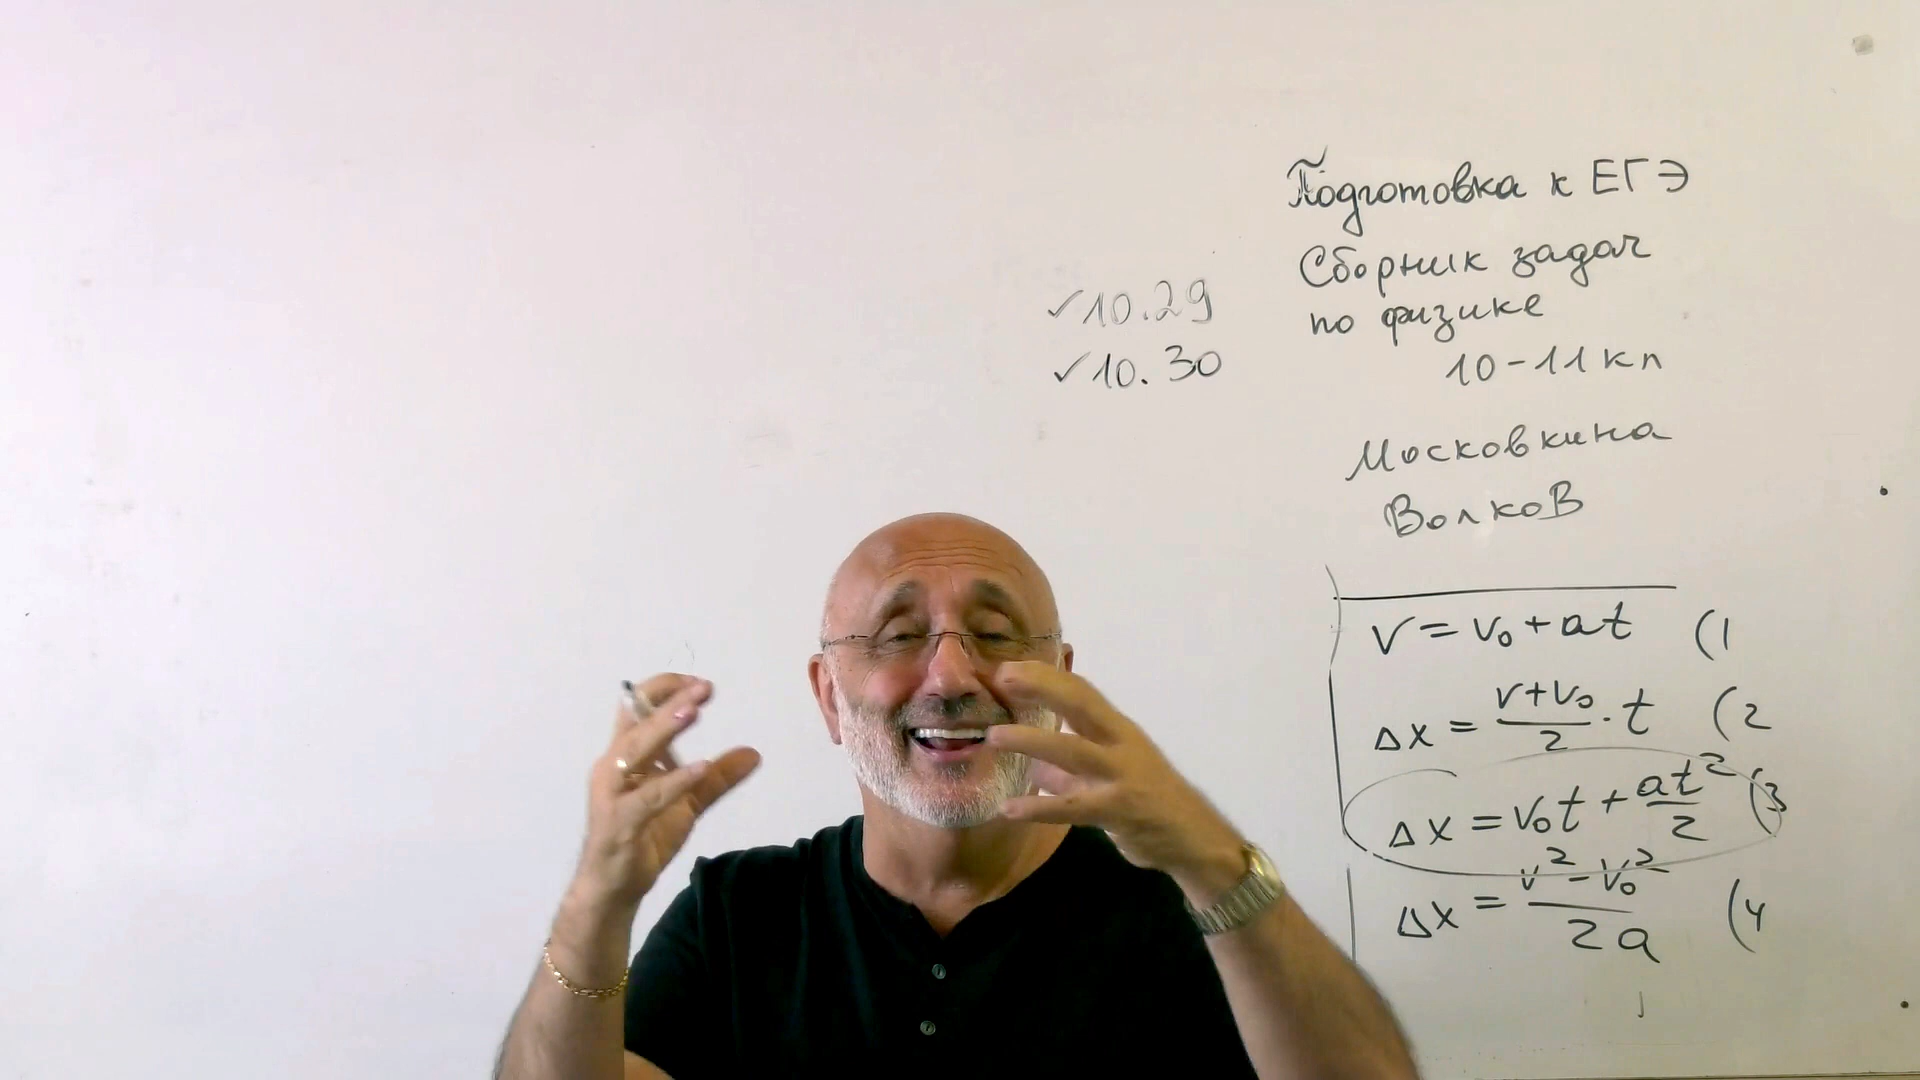 Подготовка к ЕГЭ
Сборник задач
по физике
10-11 кл
Московкина
Волков
✓10.29
✓10.30
v = v₀ + at (1
Δx = (v+v₀)/2 · t (2
Δx = v₀t + at²/2 (3
Δx = (v² - v₀²)/2a (4